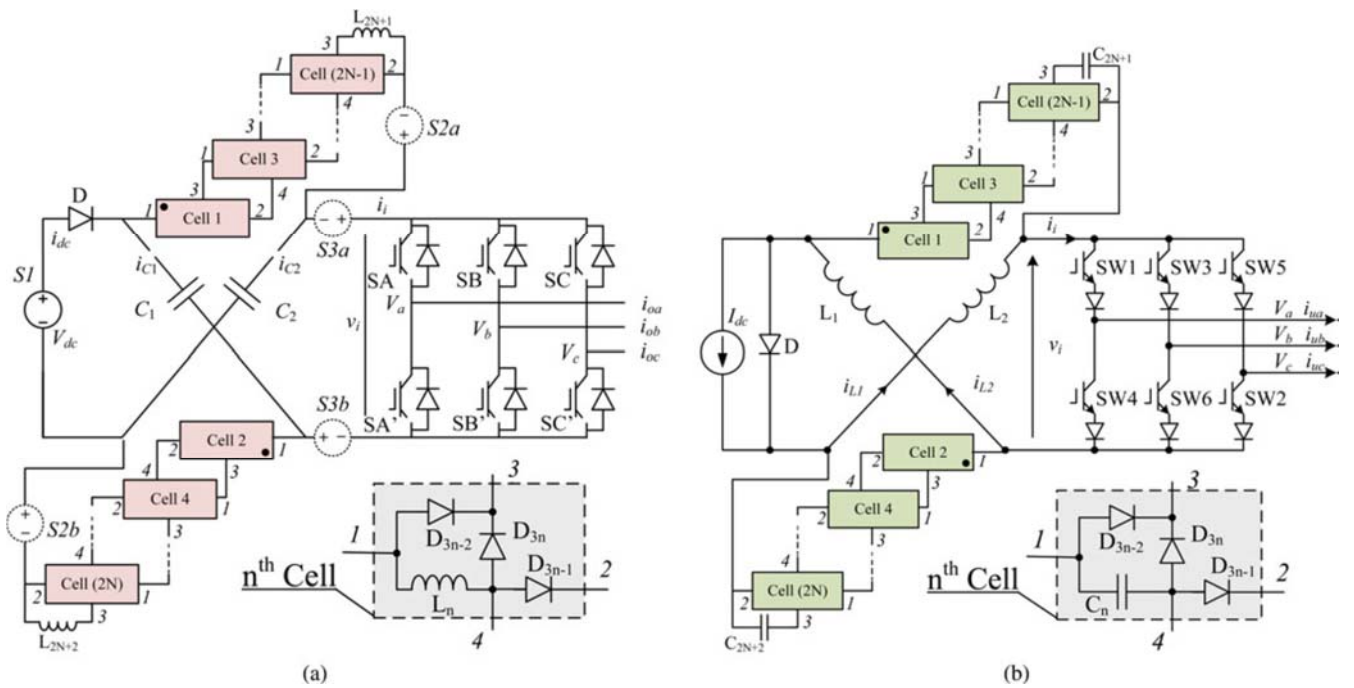 L2N+1
3
1
Cell (2N-1)
2
4
S2a
3
1
Cell 3
2
4
D
3
1
Cell 1
2
4
idc
iC1
iC2
S3a
ii
S1
Vdc
C1
C2
vi
SA
SB
SC
Va
Vb
Vc
ioa
iob
ioc
S3b
SA'
SB'
SC'
2
Cell 2
1
4
3
2
Cell 4
1
3
S2b
4
2
Cell (2N)
1
3
L2N+2
nth Cell
1
D3n-2
3
D3n
D3n-1
2
Ln
4
(a)
C2N+1
3
1
Cell (2N-1)
2
4
3
1
Cell 3
2
4
3
1
Cell 1
2
4
ii
Idc
D
L1
L2
iL1
iL2
vi
SW1
SW3
SW5
Va iua
Vb iub
Vc iuc
SW4
SW6
SW2
2
Cell 2
1
4
3
2
Cell 4
1
3
4
2
Cell (2N)
1
3
C2N+2
nth Cell
1
D3n-2
3
D3n
D3n-1
2
Cn
4
(b)